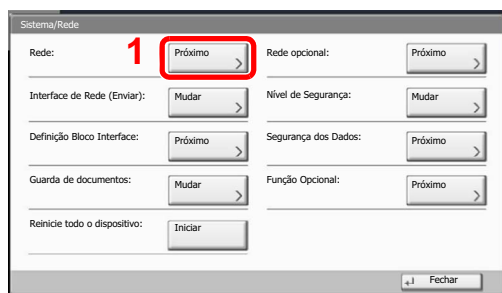 Sistema/Rede
Rede: 1 Próximo Rede opcional: Próximo
Interface de Rede (Enviar): Mudar Nível de Segurança: Mudar
Definição Bloco Interface: Próximo Segurança dos Dados: Próximo
Guarda de documentos: Mudar Função Opcional: Próximo
Reinicie todo o dispositivo: Iniciar
Fechar